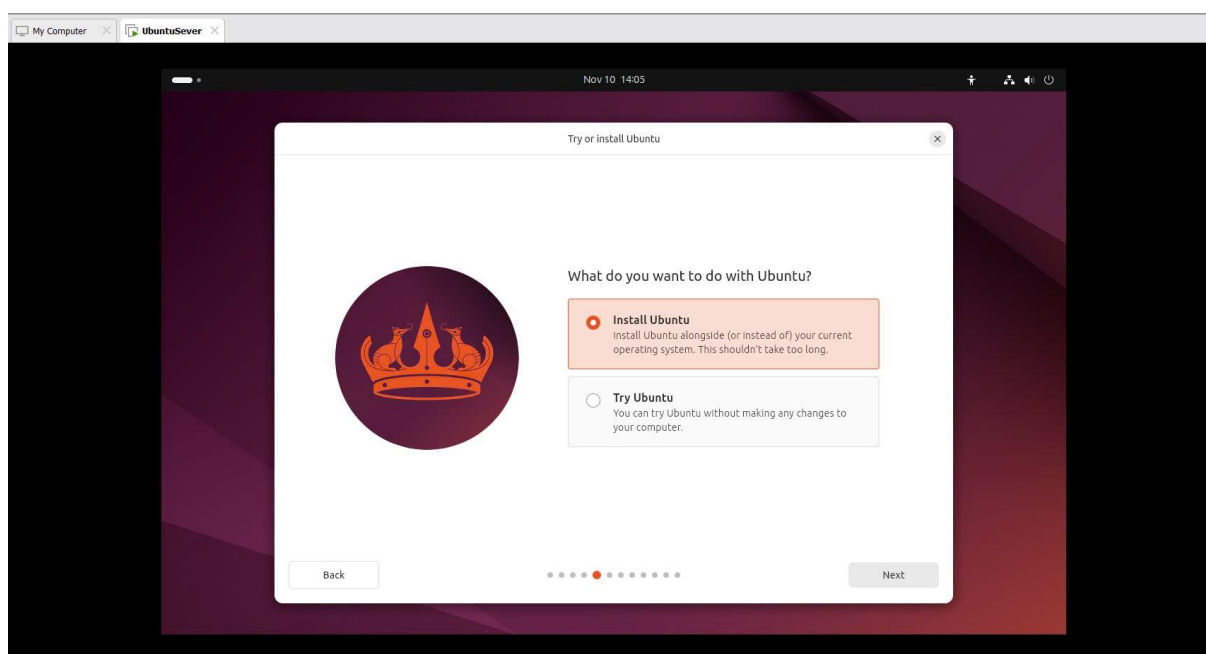 My Computer
UbuntuSever
Nov 10 14:05
Try or install Ubuntu
What do you want to do with Ubuntu?
Install Ubuntu
Install Ubuntu alongside (or instead of) your current
operating system. This shouldn't take too long.
Try Ubuntu
You can try Ubuntu without making any changes to
your computer.
Back
Next